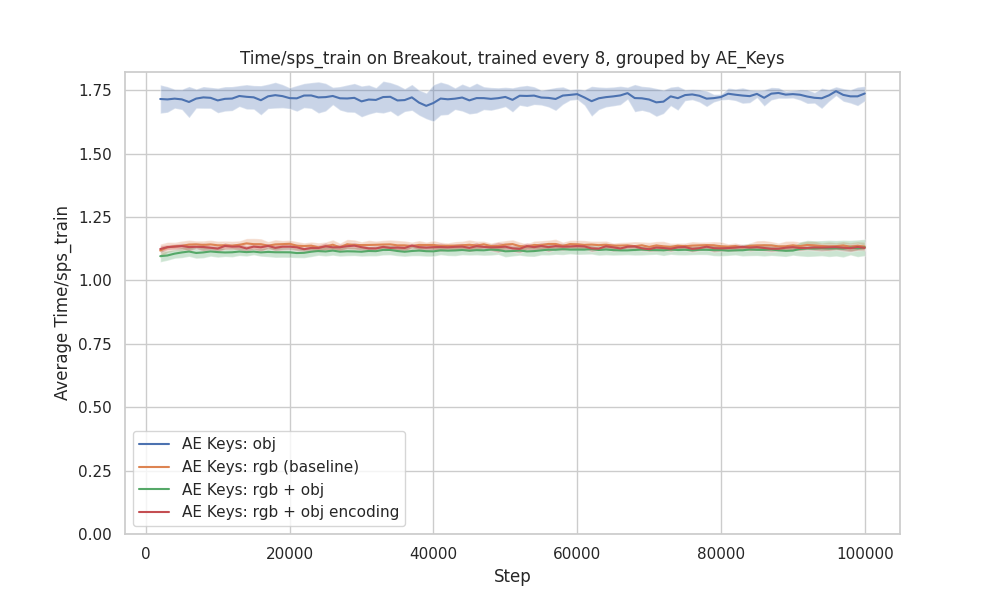 Time/sps_train on Breakout, trained every 8, grouped by AE_Keys
Average Time/sps_train
1.75
1.50
1.25
1.00
0.75
0.50
0.25
0.00
AE Keys: obj
AE Keys: rgb (baseline)
AE Keys: rgb + obj
AE Keys: rgb + obj encoding
0
20000
40000
60000
80000
100000
Step